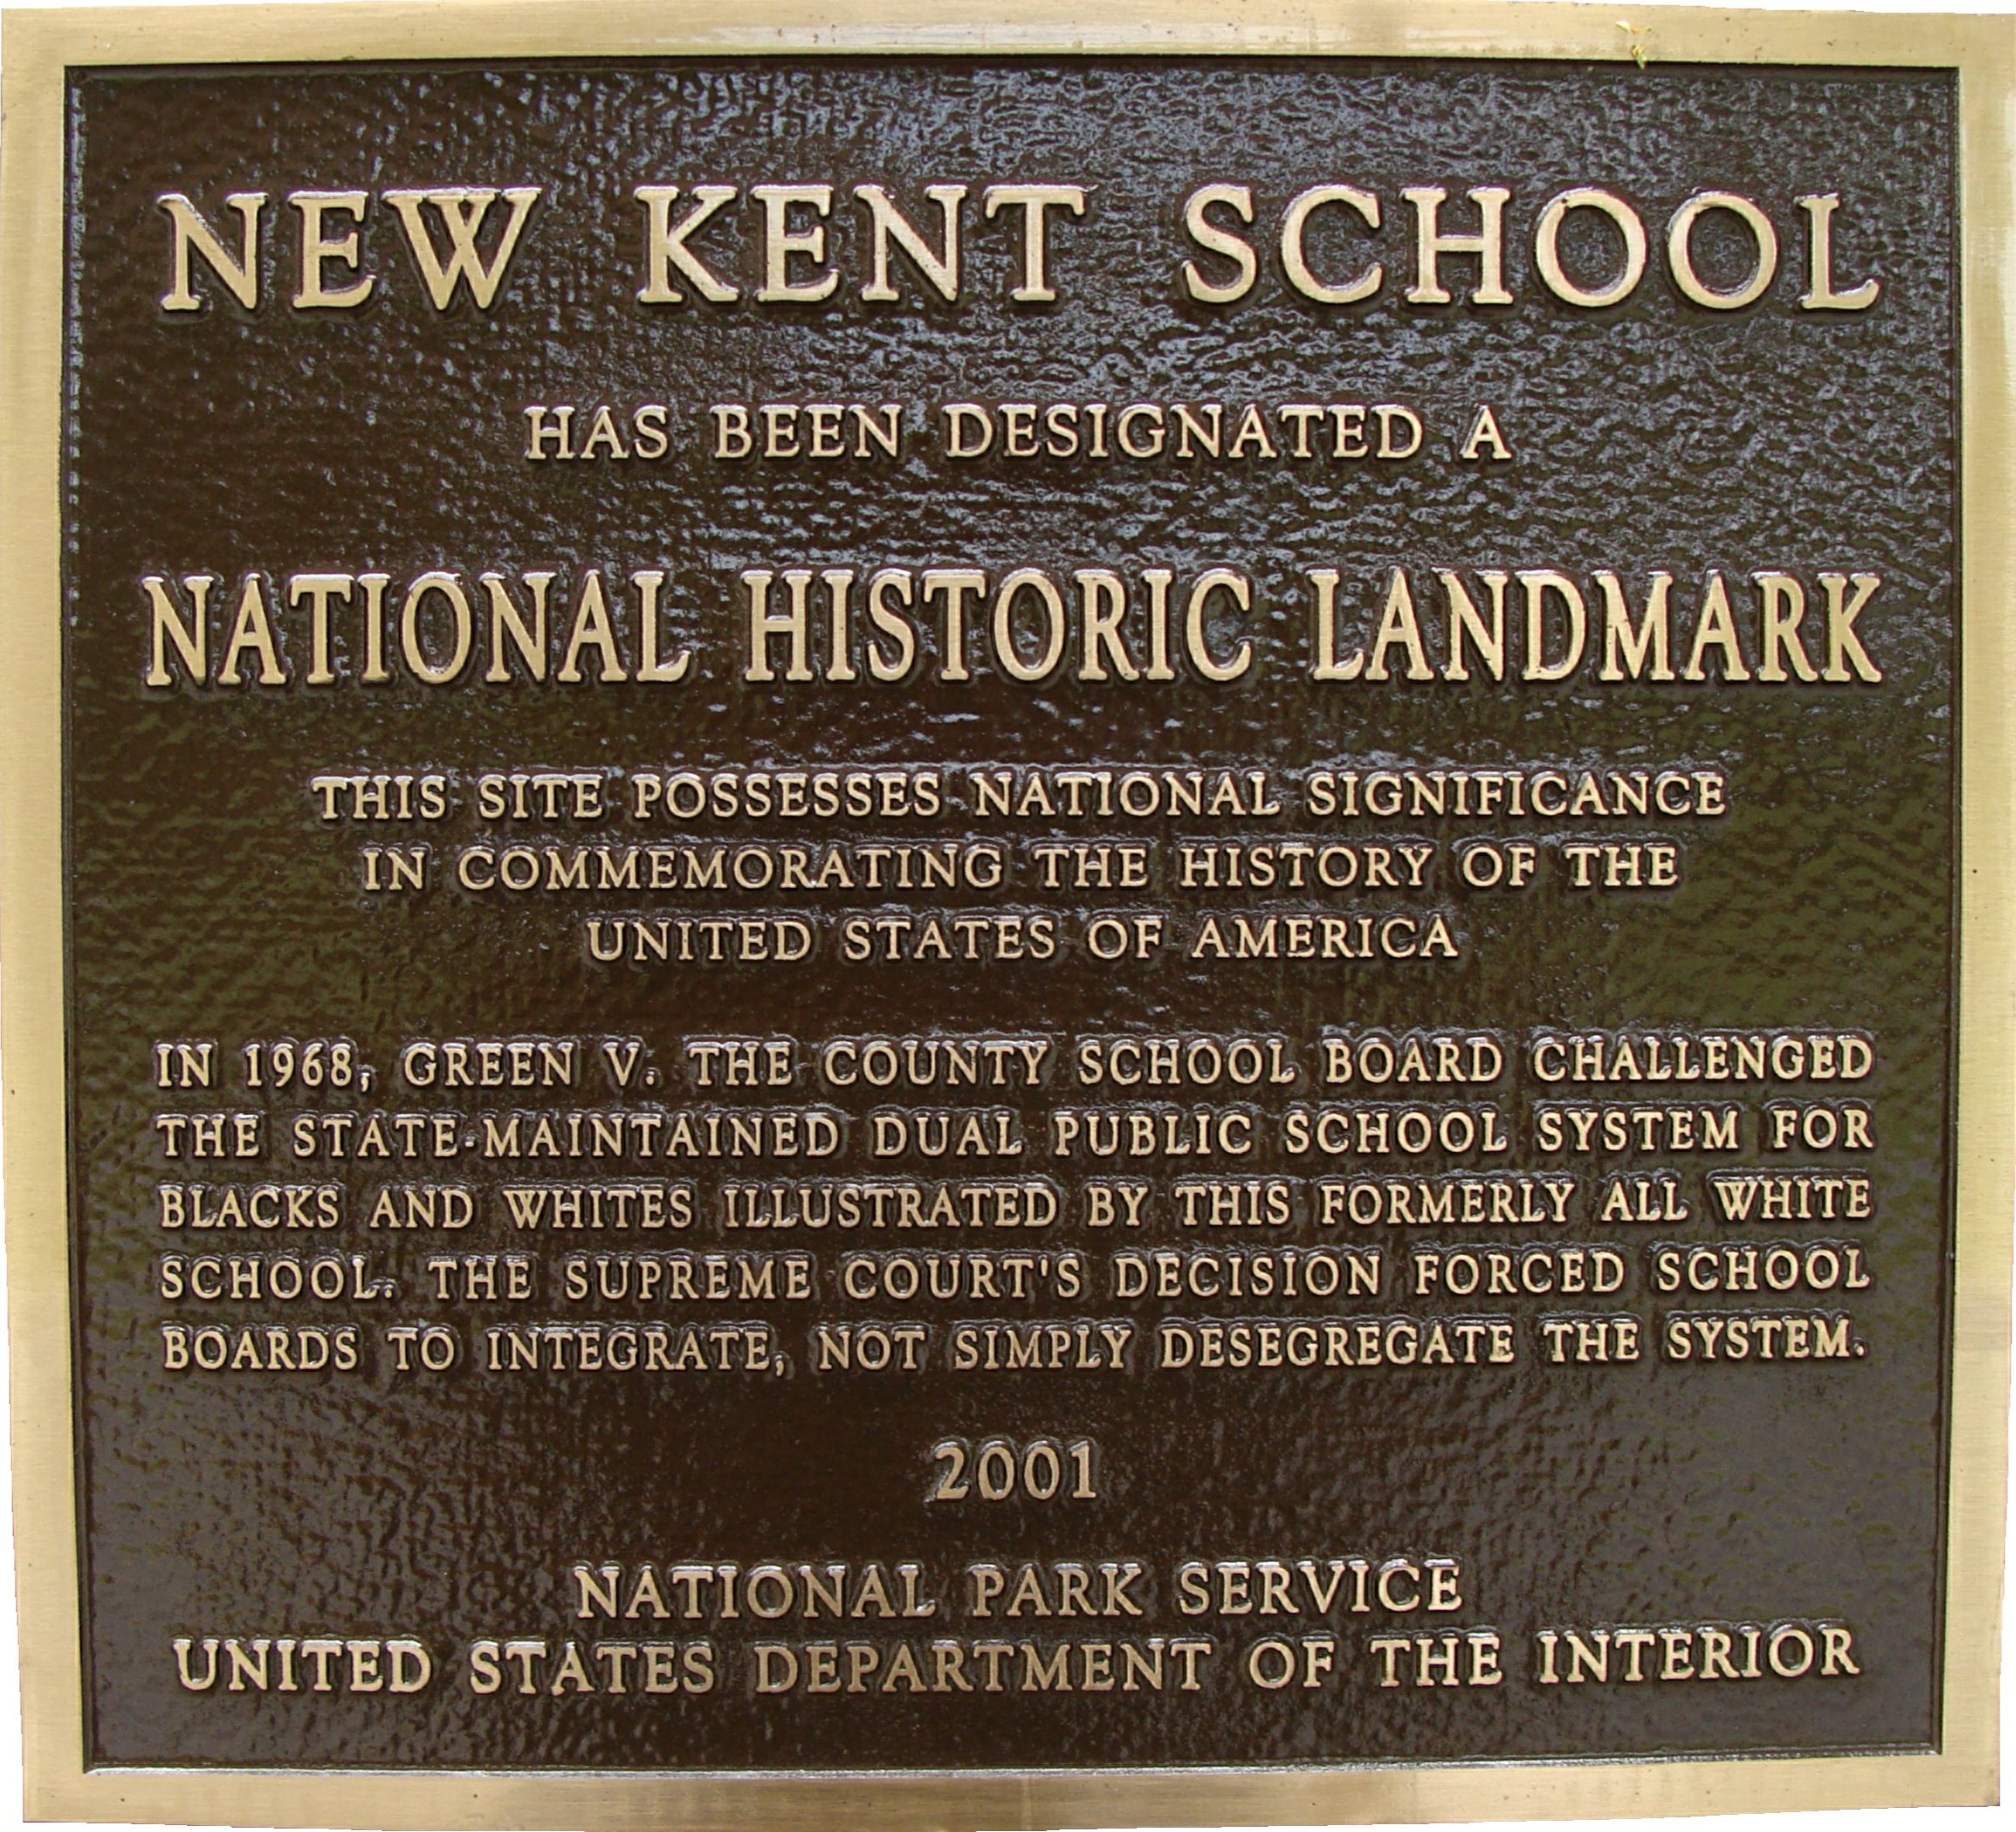 NEW KENT SCHOOL
HAS BEEN DESIGNATED A
NATIONAL HISTORIC LANDMARK
THIS SITE POSSESSES NATIONAL SIGNIFICANCE
IN COMMEMORATING THE HISTORY OF THE
UNITED STATES OF AMERICA
IN 1968, GREEN V. THE COUNTY SCHOOL BOARD CHALLENGED
THE STATE-MAINTAINED DUAL PUBLIC SCHOOL SYSTEM FOR
BLACKS AND WHITES ILLUSTRATED BY THIS FORMERLY ALL WHITE
SCHOOL. THE SUPREME COURT'S DECISION FORCED SCHOOL
BOARDS TO INTEGRATE, NOT SIMPLY DESEGREGATE THE SYSTEM.
2001
NATIONAL PARK SERVICE
UNITED STATES DEPARTMENT OF THE INTERIOR